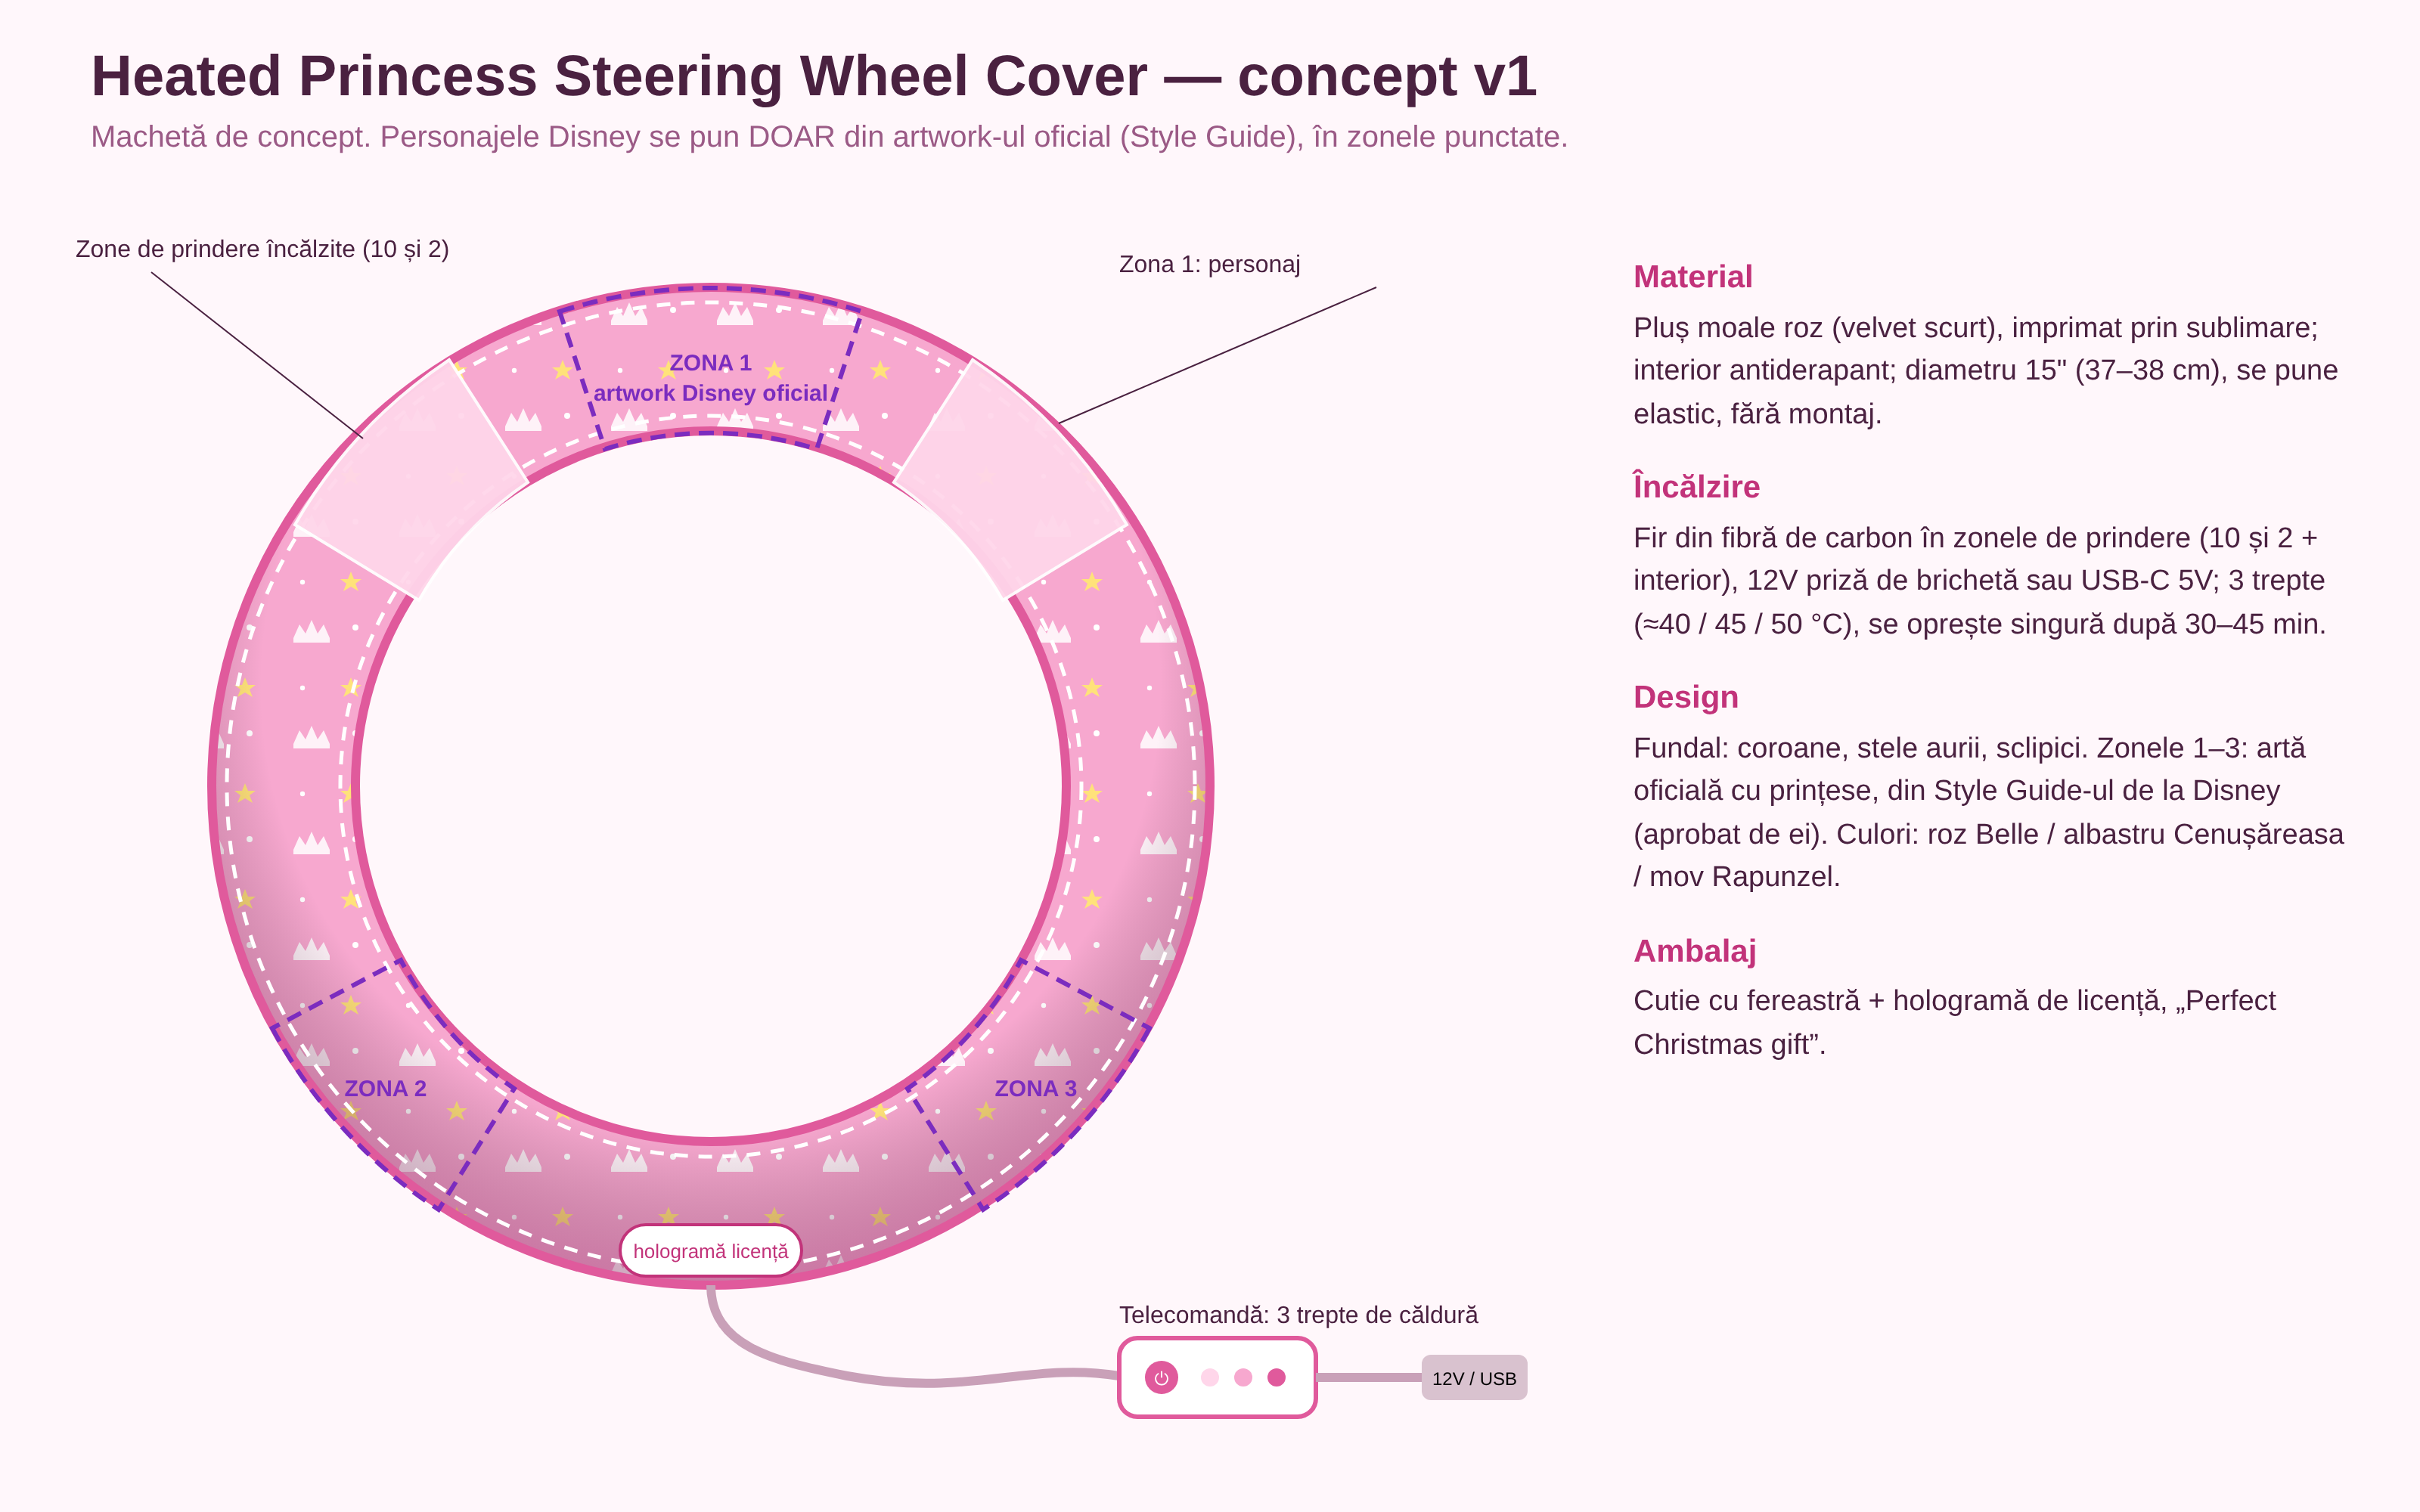 Heated Princess Steering Wheel Cover — concept v1
Machetă de concept. Personajele Disney se pun DOAR din artwork-ul oficial (Style Guide), în zonele punctate.
Zone de prindere încălzite (10 și 2)
Zona 1: personaj
ZONA 1
artwork Disney oficial
ZONA 2
ZONA 3
hologramă licență
Telecomandă: 3 trepte de căldură
12V / USB
Material
Pluș moale roz (velvet scurt), imprimat prin sublimare;
interior antiderapant; diametru 15" (37–38 cm), se pune
elastic, fără montaj.
Încălzire
Fir din fibră de carbon în zonele de prindere (10 și 2 +
interior), 12V priză de brichetă sau USB-C 5V; 3 trepte
(≈40 / 45 / 50 °C), se oprește singură după 30–45 min.
Design
Fundal: coroane, stele aurii, sclipici. Zonele 1–3: artă
oficială cu prințese, din Style Guide-ul de la Disney
(aprobat de ei). Culori: roz Belle / albastru Cenușăreasa
/ mov Rapunzel.
Ambalaj
Cutie cu fereastră + hologramă de licență, „Perfect
Christmas gift”.